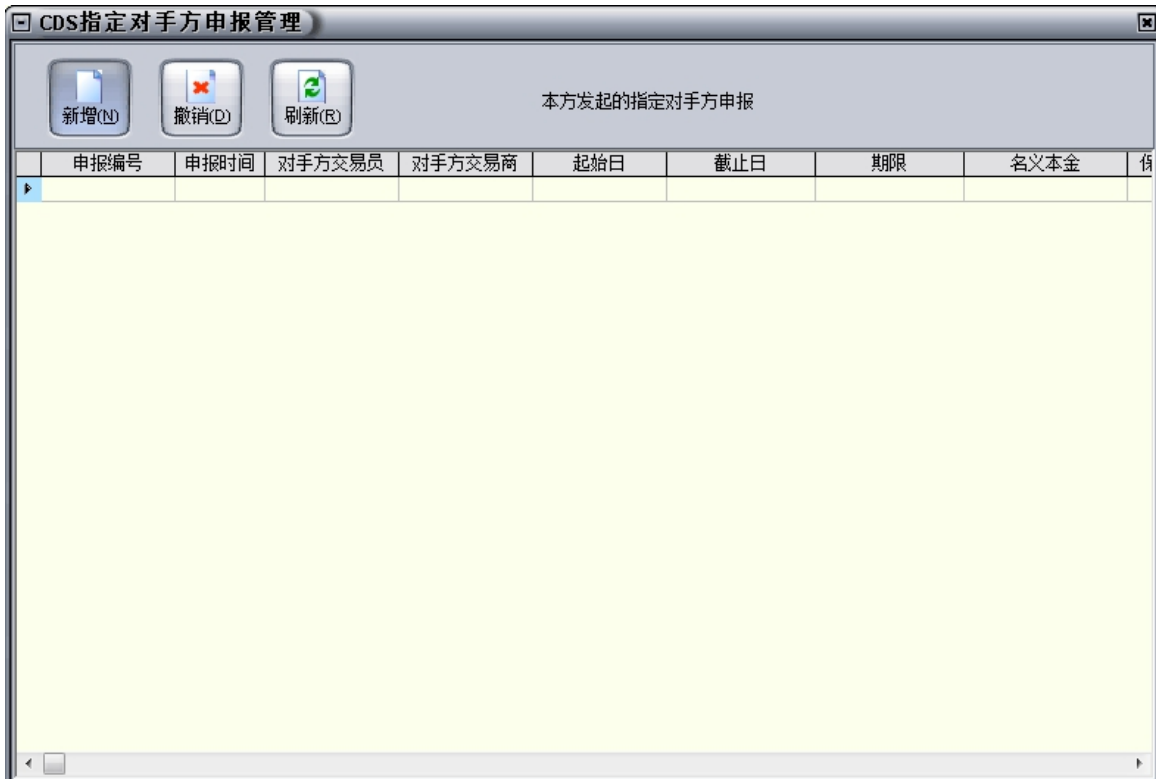 CDS指定对手方申报管理
新增(N) 撤销(D) 刷新(R) 本方发起的指定对手方申报
申报编号 申报时间 对手方交易员 对手方交易商 起始日 截止日 期限 名义本金